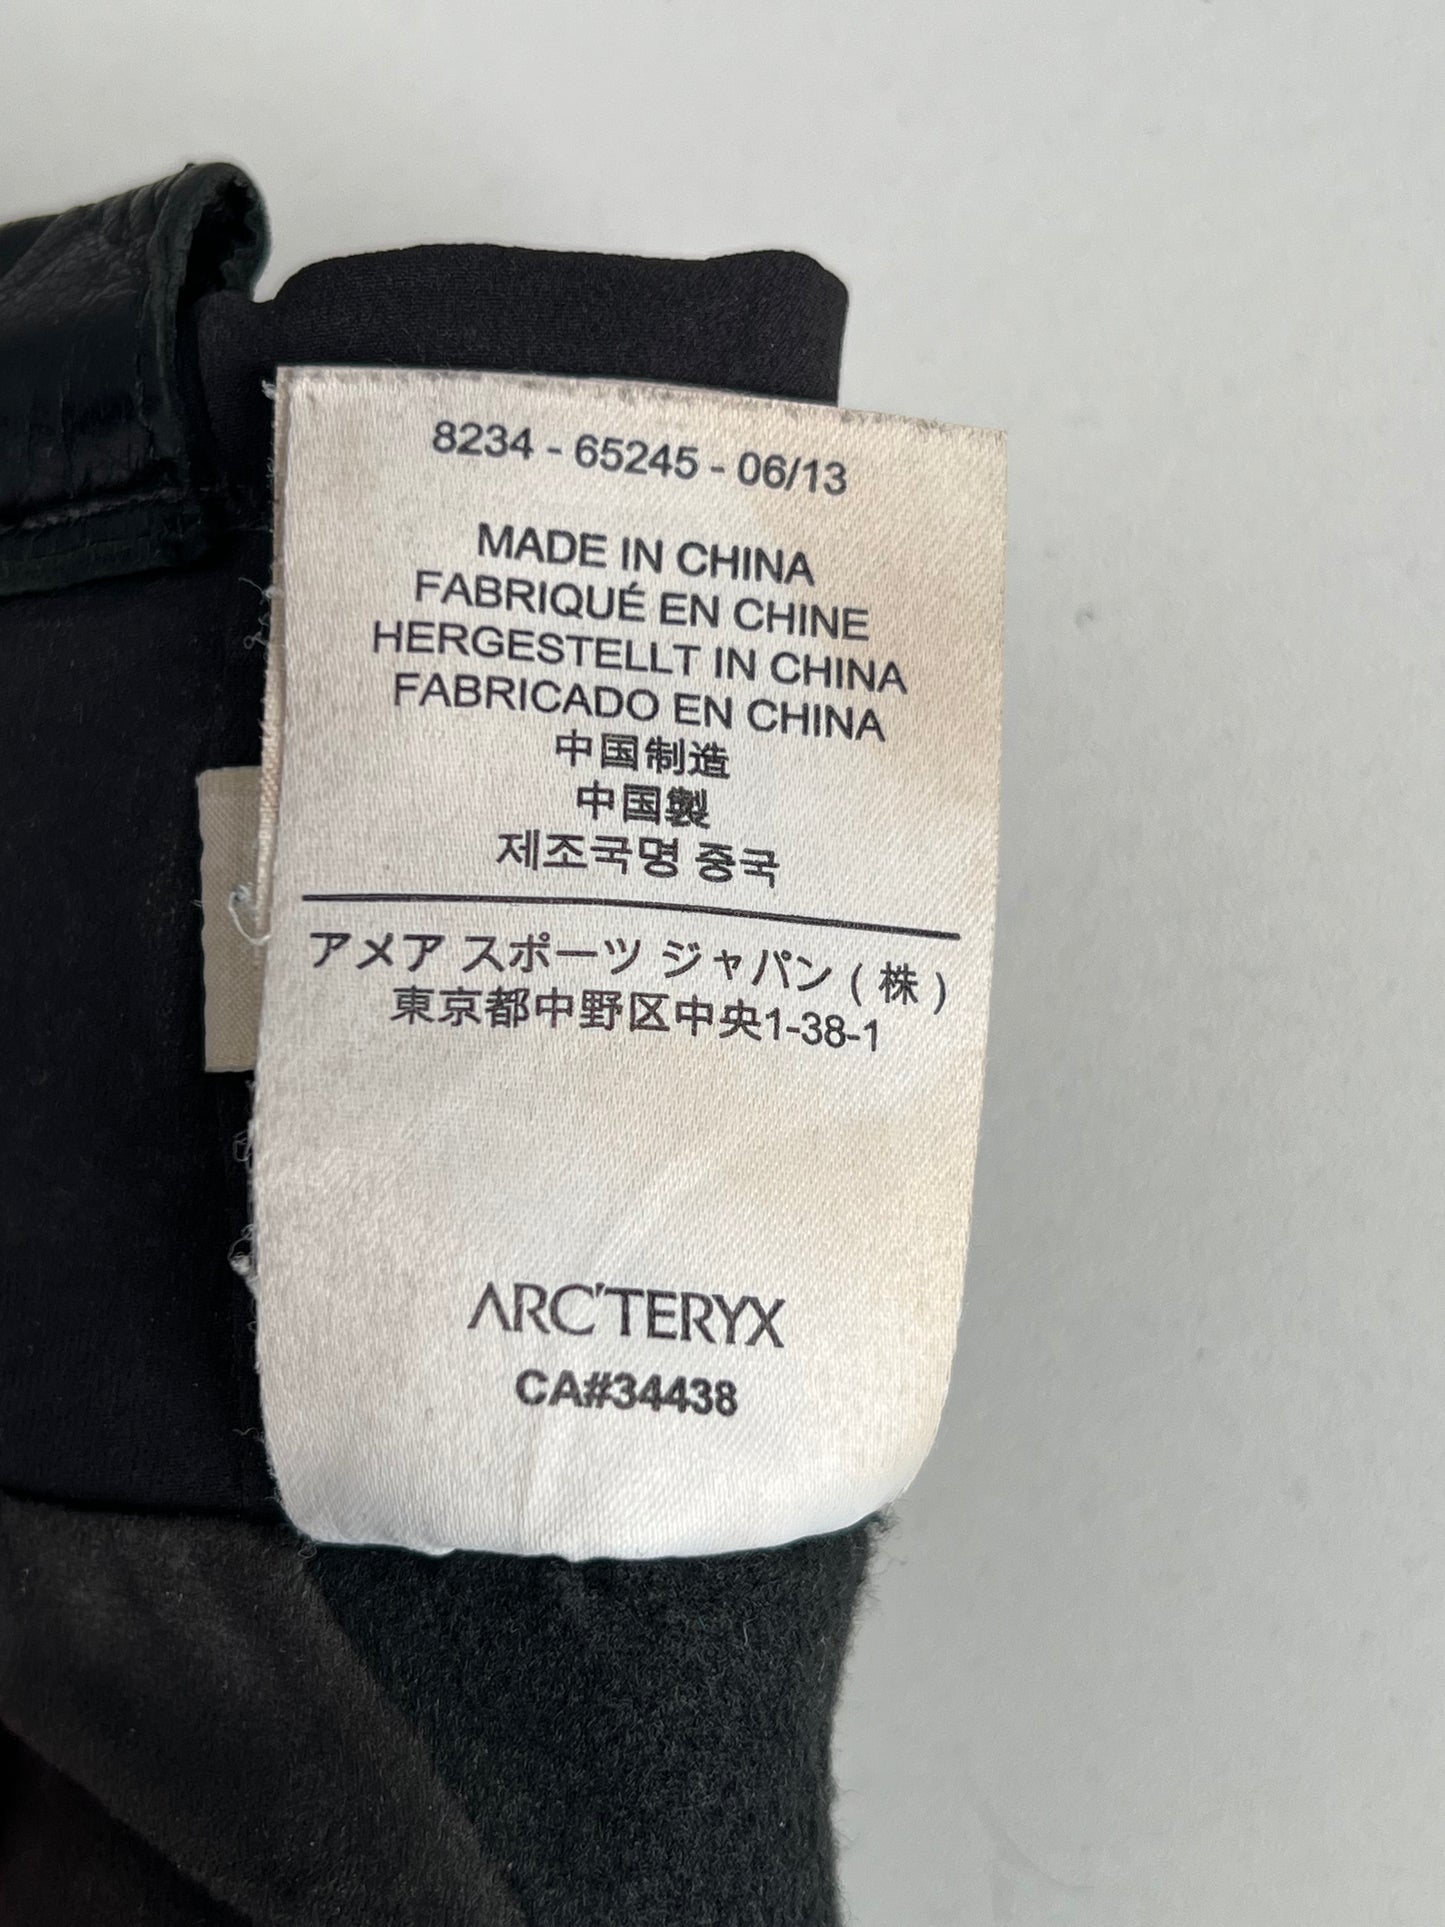 8234 - 65245 - 06/13
MADE IN CHINA
FABRIQUÉ EN CHINE
HERGESTELLT IN CHINA
FABRICADO EN CHINA
中国制造
中国製
제조국명 중국
アメア スポーツ ジャパン ( 株 )
東京都中野区中央1-38-1
ARC'TERYX
CA#34438